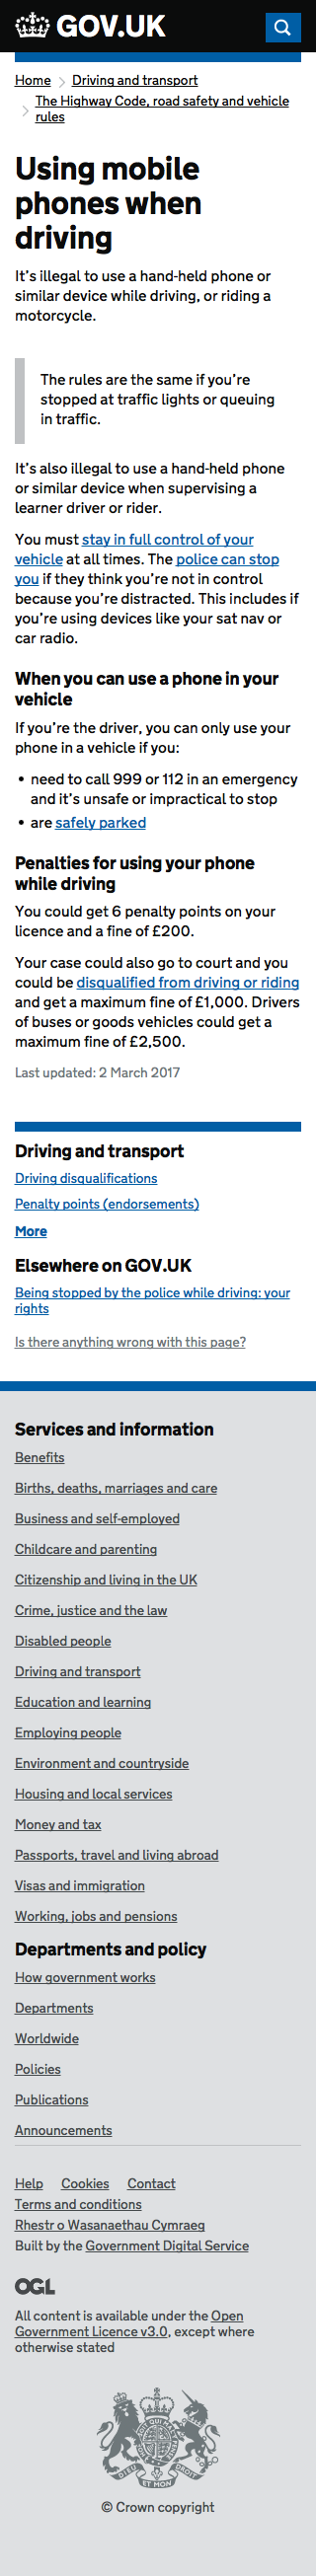 GOV.UK
Home
Driving and transport
The Highway Code, road safety and vehicle
rules
Using mobile
phones when
driving
It’s illegal to use a hand-held phone or
similar device while driving, or riding a
motorcycle.
The rules are the same if you’re
stopped at traffic lights or queuing
in traffic.
It’s also illegal to use a hand-held phone
or similar device when supervising a
learner driver or rider.
You must stay in full control of your
vehicle at all times. The police can stop
you if they think you’re not in control
because you’re distracted. This includes if
you’re using devices like your sat nav or
car radio.
When you can use a phone in your
vehicle
If you’re the driver, you can only use your
phone in a vehicle if you:
• need to call 999 or 112 in an emergency
and it’s unsafe or impractical to stop
• are safely parked
Penalties for using your phone
while driving
You could get 6 penalty points on your
licence and a fine of £200.
Your case could also go to court and you
could be disqualified from driving or riding
and get a maximum fine of £1,000. Drivers
of buses or goods vehicles could get a
maximum fine of £2,500.
Last updated: 2 March 2017
Driving and transport
Driving disqualifications
Penalty points (endorsements)
More
Elsewhere on GOV.UK
Being stopped by the police while driving: your
rights
Is there anything wrong with this page?
Services and information
Benefits
Births, deaths, marriages and care
Business and self-employed
Childcare and parenting
Citizenship and living in the UK
Crime, justice and the law
Disabled people
Driving and transport
Education and learning
Employing people
Environment and countryside
Housing and local services
Money and tax
Passports, travel and living abroad
Visas and immigration
Working, jobs and pensions
Departments and policy
How government works
Departments
Worldwide
Policies
Publications
Announcements
Help Cookies Contact
Terms and conditions
Rhestr o Wasanaethau Cymraeg
Built by the Government Digital Service
OGL
All content is available under the Open
Government Licence v3.0, except where
otherwise stated
DIEU ET MON DROIT
© Crown copyright